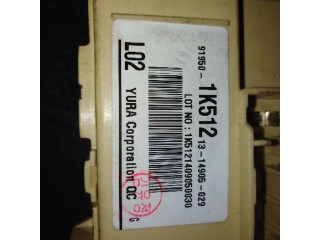 91950-1K512
13-14905-029
LOT NO : 1K5121409050030
L02
YURA Corporation QC
G